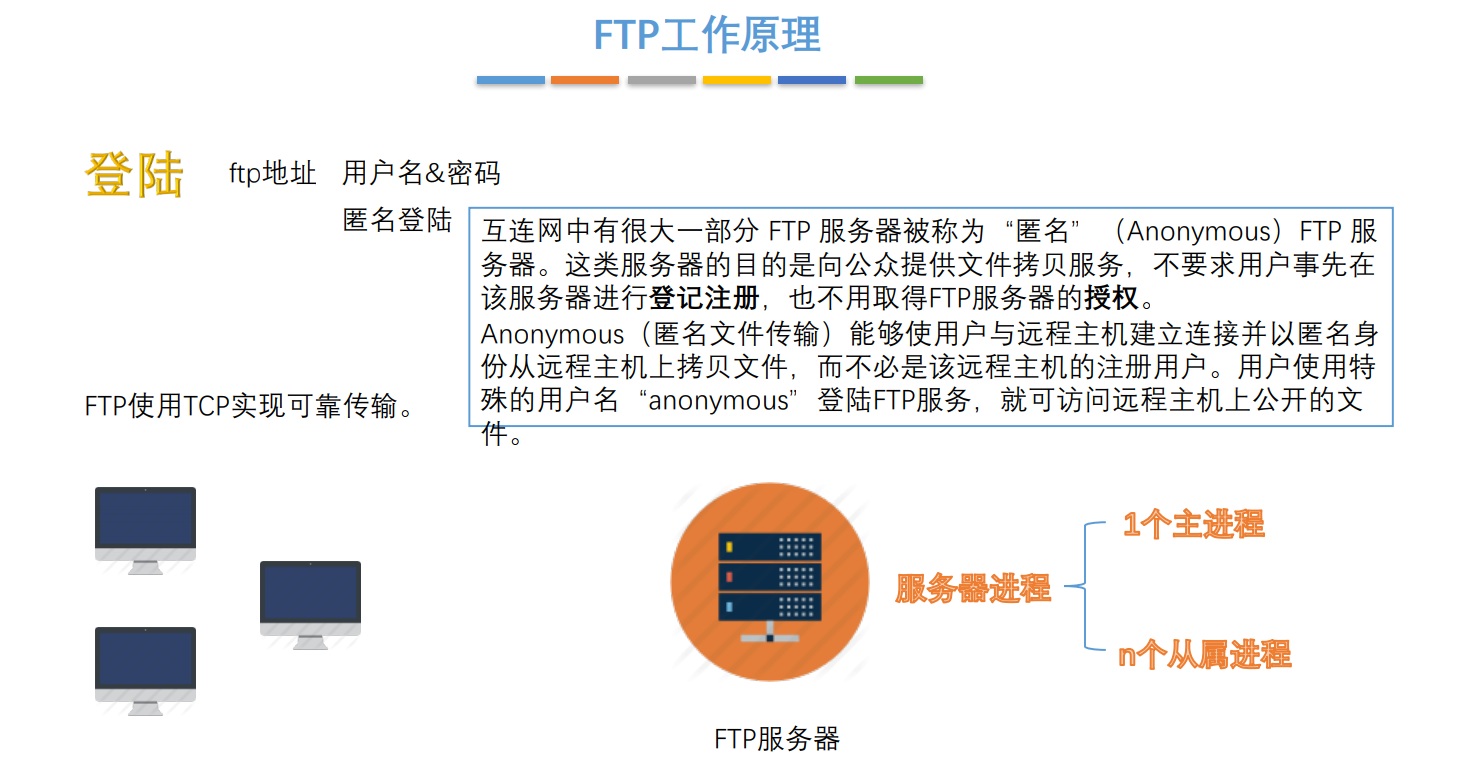 FTP工作原理
登陆 ftp地址 用户名&密码
匿名登陆
互连网中有很大一部分 FTP 服务器被称为“匿名”（Anonymous）FTP 服
务器。这类服务器的目的是向公众提供文件拷贝服务，不要求用户事先在
该服务器进行登记注册，也不用取得FTP服务器的授权。
Anonymous（匿名文件传输）能够使用户与远程主机建立连接并以匿名身
份从远程主机上拷贝文件，而不必是该远程主机的注册用户。用户使用特
殊的用户名“anonymous”登陆FTP服务，就可访问远程主机上公开的文
件。
FTP使用TCP实现可靠传输。
1个主进程
服务器进程
n个从属进程
FTP服务器